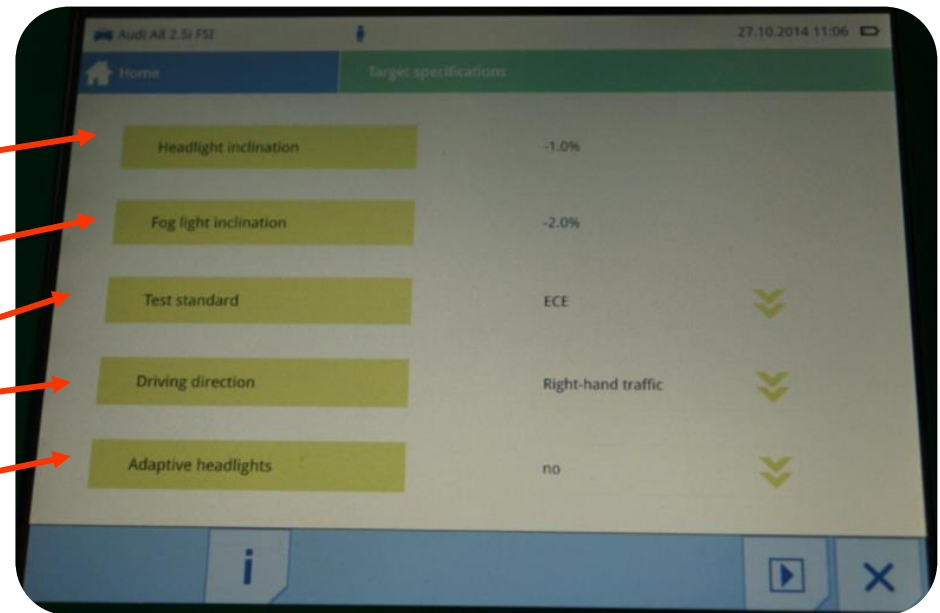 Audi A8 2.5i FSI 27.10.2014 11:06
Home Target specifications
Headlight inclination -1.0%
Fog light inclination -2.0%
Test standard ECE
Driving direction Right-hand traffic
Adaptive headlights no
i